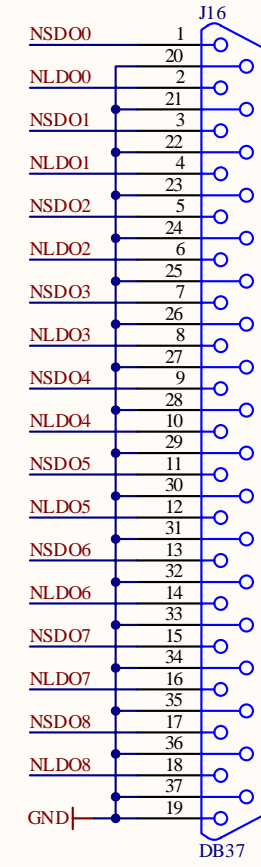 J16
NSDO0 1
20
NLDO0 2
21
NSDO1 3
22
NLDO1 4
23
NSDO2 5
24
NLDO2 6
25
NSDO3 7
26
NLDO3 8
27
NSDO4 9
28
NLDO4 10
29
NSDO5 11
30
NLDO5 12
31
NSDO6 13
32
NLDO6 14
33
NSDO7 15
34
NLDO7 16
35
NSDO8 17
36
NLDO8 18
37
GND 19
DB37